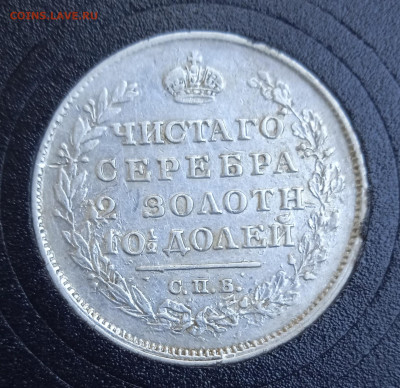 COINS.LAVE.RU
ЧИСТАГО
СЕРЕБРА
2 ЗОЛОТН
10½ ДОЛЕЙ
С.П.Б.